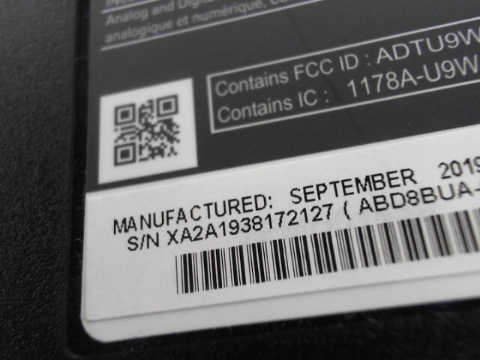 Analog and Digi
analogique et numérique, Ca
Contains FCC ID : ADTU9W
Contains IC : 1178A-U9W
MANUFACTURED: SEPTEMBER 2019
S/N XA2A1938172127 ( ABD8BUA-